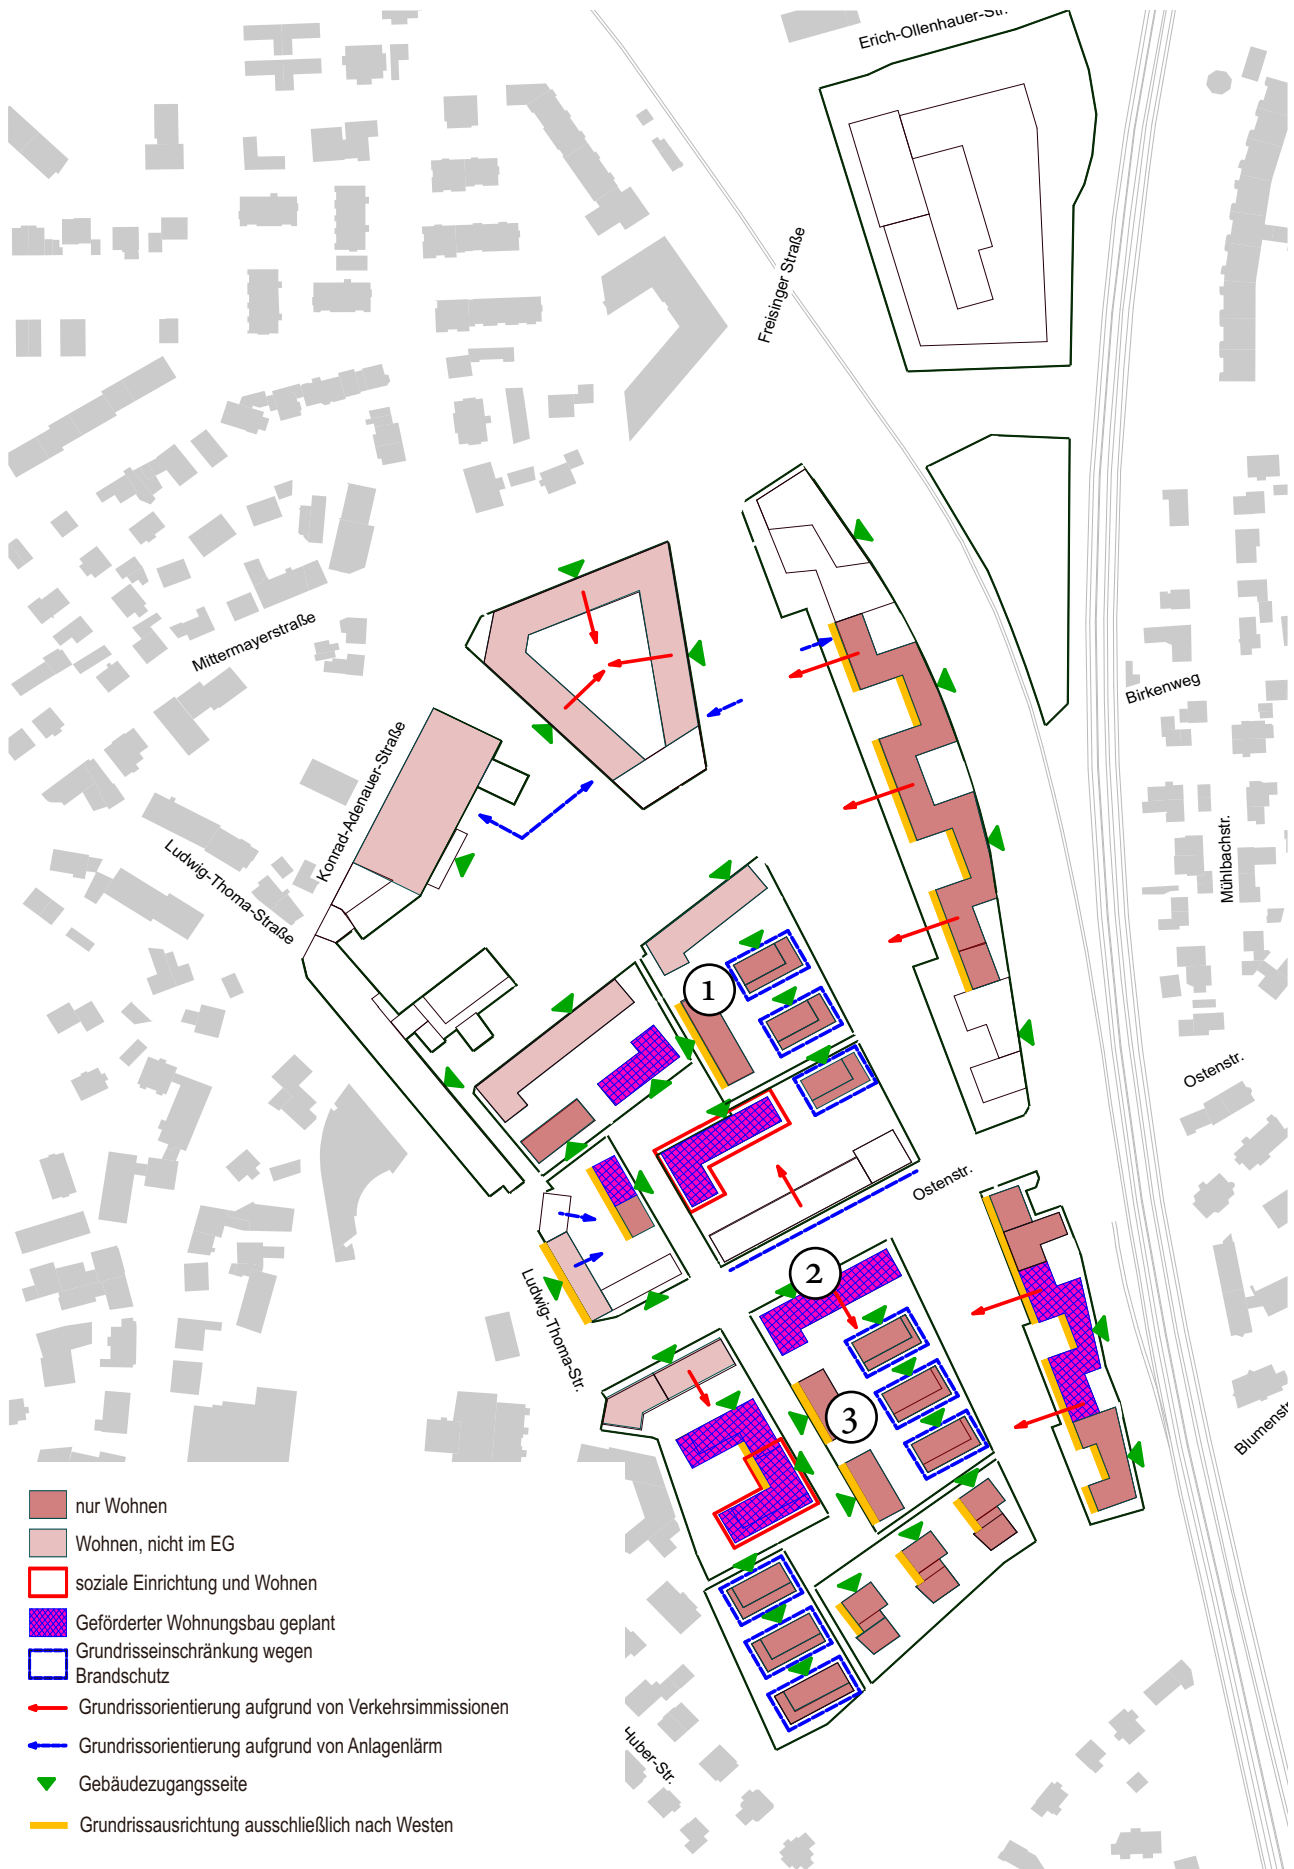 Erich-Ollenhauer-Str.
Freisinger Straße
Mittermayerstraße
Birkenweg
Konrad-Adenauer-Straße
Ludwig-Thoma-Straße
Mühlbachstr.
1
Ostenstr.
Ostenstr.
2
Ludwig-Thoma-Str.
3
Blumenstr
nur Wohnen
Wohnen, nicht im EG
soziale Einrichtung und Wohnen
Geförderter Wohnungsbau geplant
Grundrisseinschränkung wegen
Brandschutz
Grundrissorientierung aufgrund von Verkehrsimmissionen
Grundrissorientierung aufgrund von Anlagenlärm
Gebäudezugangsseite
Grundrissausrichtung ausschließlich nach Westen
Huber-Str.